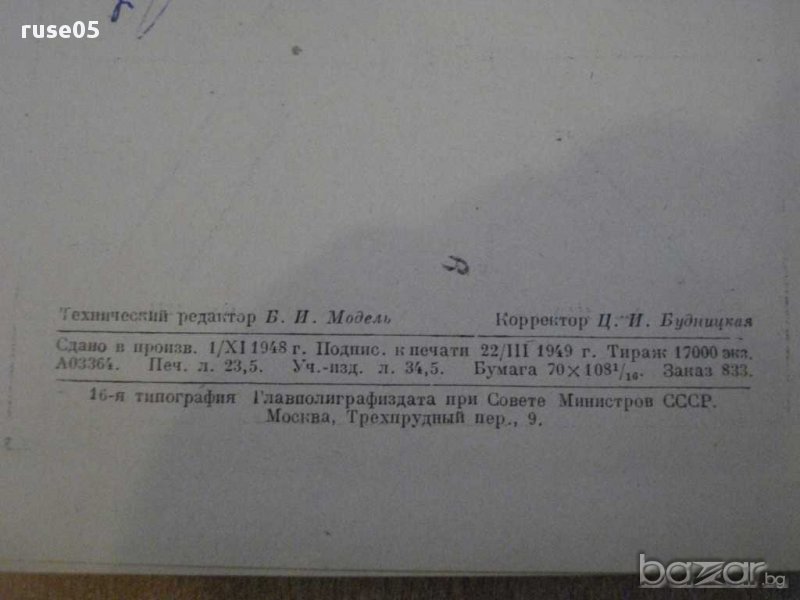 ruse05
Технический редактор Б. И. Модель Корректор Ц. И. Будницкая
Сдано в произв. 1/XI 1948 г. Подпис. к печати 22/III 1949 г. Тираж 17000 экз.
А03364. Печ. л. 23,5. Уч.-изд. л. 34,5. Бумага 70×108¹/₁₆. Заказ 833.
16-я типография Главполиграфиздата при Совете Министров СССР.
Москва, Трехпрудный пер., 9.
bazar.bg